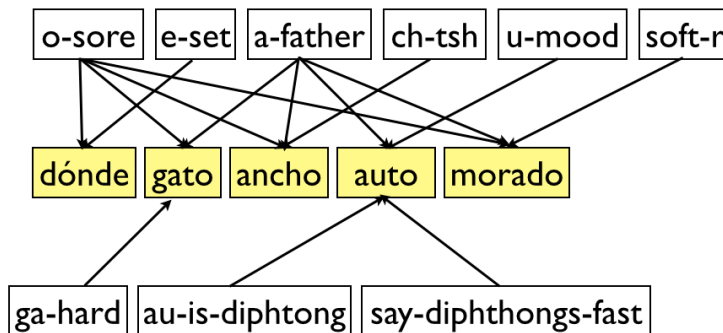 o-sore e-set a-father ch-tsh u-mood soft-r
dónde gato ancho auto morado
ga-hard au-is-diphtong say-diphthongs-fast